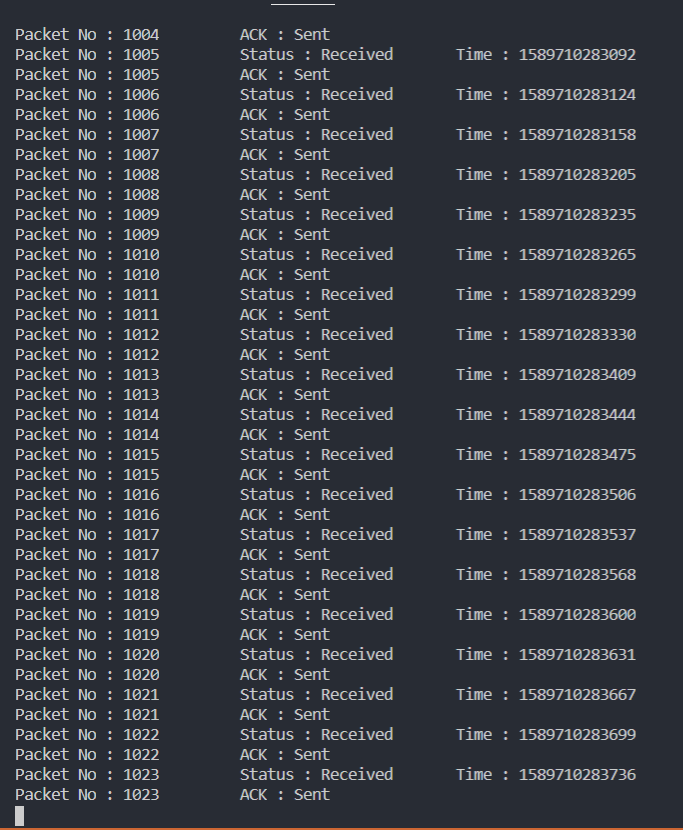 Packet No : 1004 ACK : Sent
Packet No : 1005 Status : Received Time : 1589710283092
Packet No : 1005 ACK : Sent
Packet No : 1006 Status : Received Time : 1589710283124
Packet No : 1006 ACK : Sent
Packet No : 1007 Status : Received Time : 1589710283158
Packet No : 1007 ACK : Sent
Packet No : 1008 Status : Received Time : 1589710283205
Packet No : 1008 ACK : Sent
Packet No : 1009 Status : Received Time : 1589710283235
Packet No : 1009 ACK : Sent
Packet No : 1010 Status : Received Time : 1589710283265
Packet No : 1010 ACK : Sent
Packet No : 1011 Status : Received Time : 1589710283299
Packet No : 1011 ACK : Sent
Packet No : 1012 Status : Received Time : 1589710283330
Packet No : 1012 ACK : Sent
Packet No : 1013 Status : Received Time : 1589710283409
Packet No : 1013 ACK : Sent
Packet No : 1014 Status : Received Time : 1589710283444
Packet No : 1014 ACK : Sent
Packet No : 1015 Status : Received Time : 1589710283475
Packet No : 1015 ACK : Sent
Packet No : 1016 Status : Received Time : 1589710283506
Packet No : 1016 ACK : Sent
Packet No : 1017 Status : Received Time : 1589710283537
Packet No : 1017 ACK : Sent
Packet No : 1018 Status : Received Time : 1589710283568
Packet No : 1018 ACK : Sent
Packet No : 1019 Status : Received Time : 1589710283600
Packet No : 1019 ACK : Sent
Packet No : 1020 Status : Received Time : 1589710283631
Packet No : 1020 ACK : Sent
Packet No : 1021 Status : Received Time : 1589710283667
Packet No : 1021 ACK : Sent
Packet No : 1022 Status : Received Time : 1589710283699
Packet No : 1022 ACK : Sent
Packet No : 1023 Status : Received Time : 1589710283736
Packet No : 1023 ACK : Sent